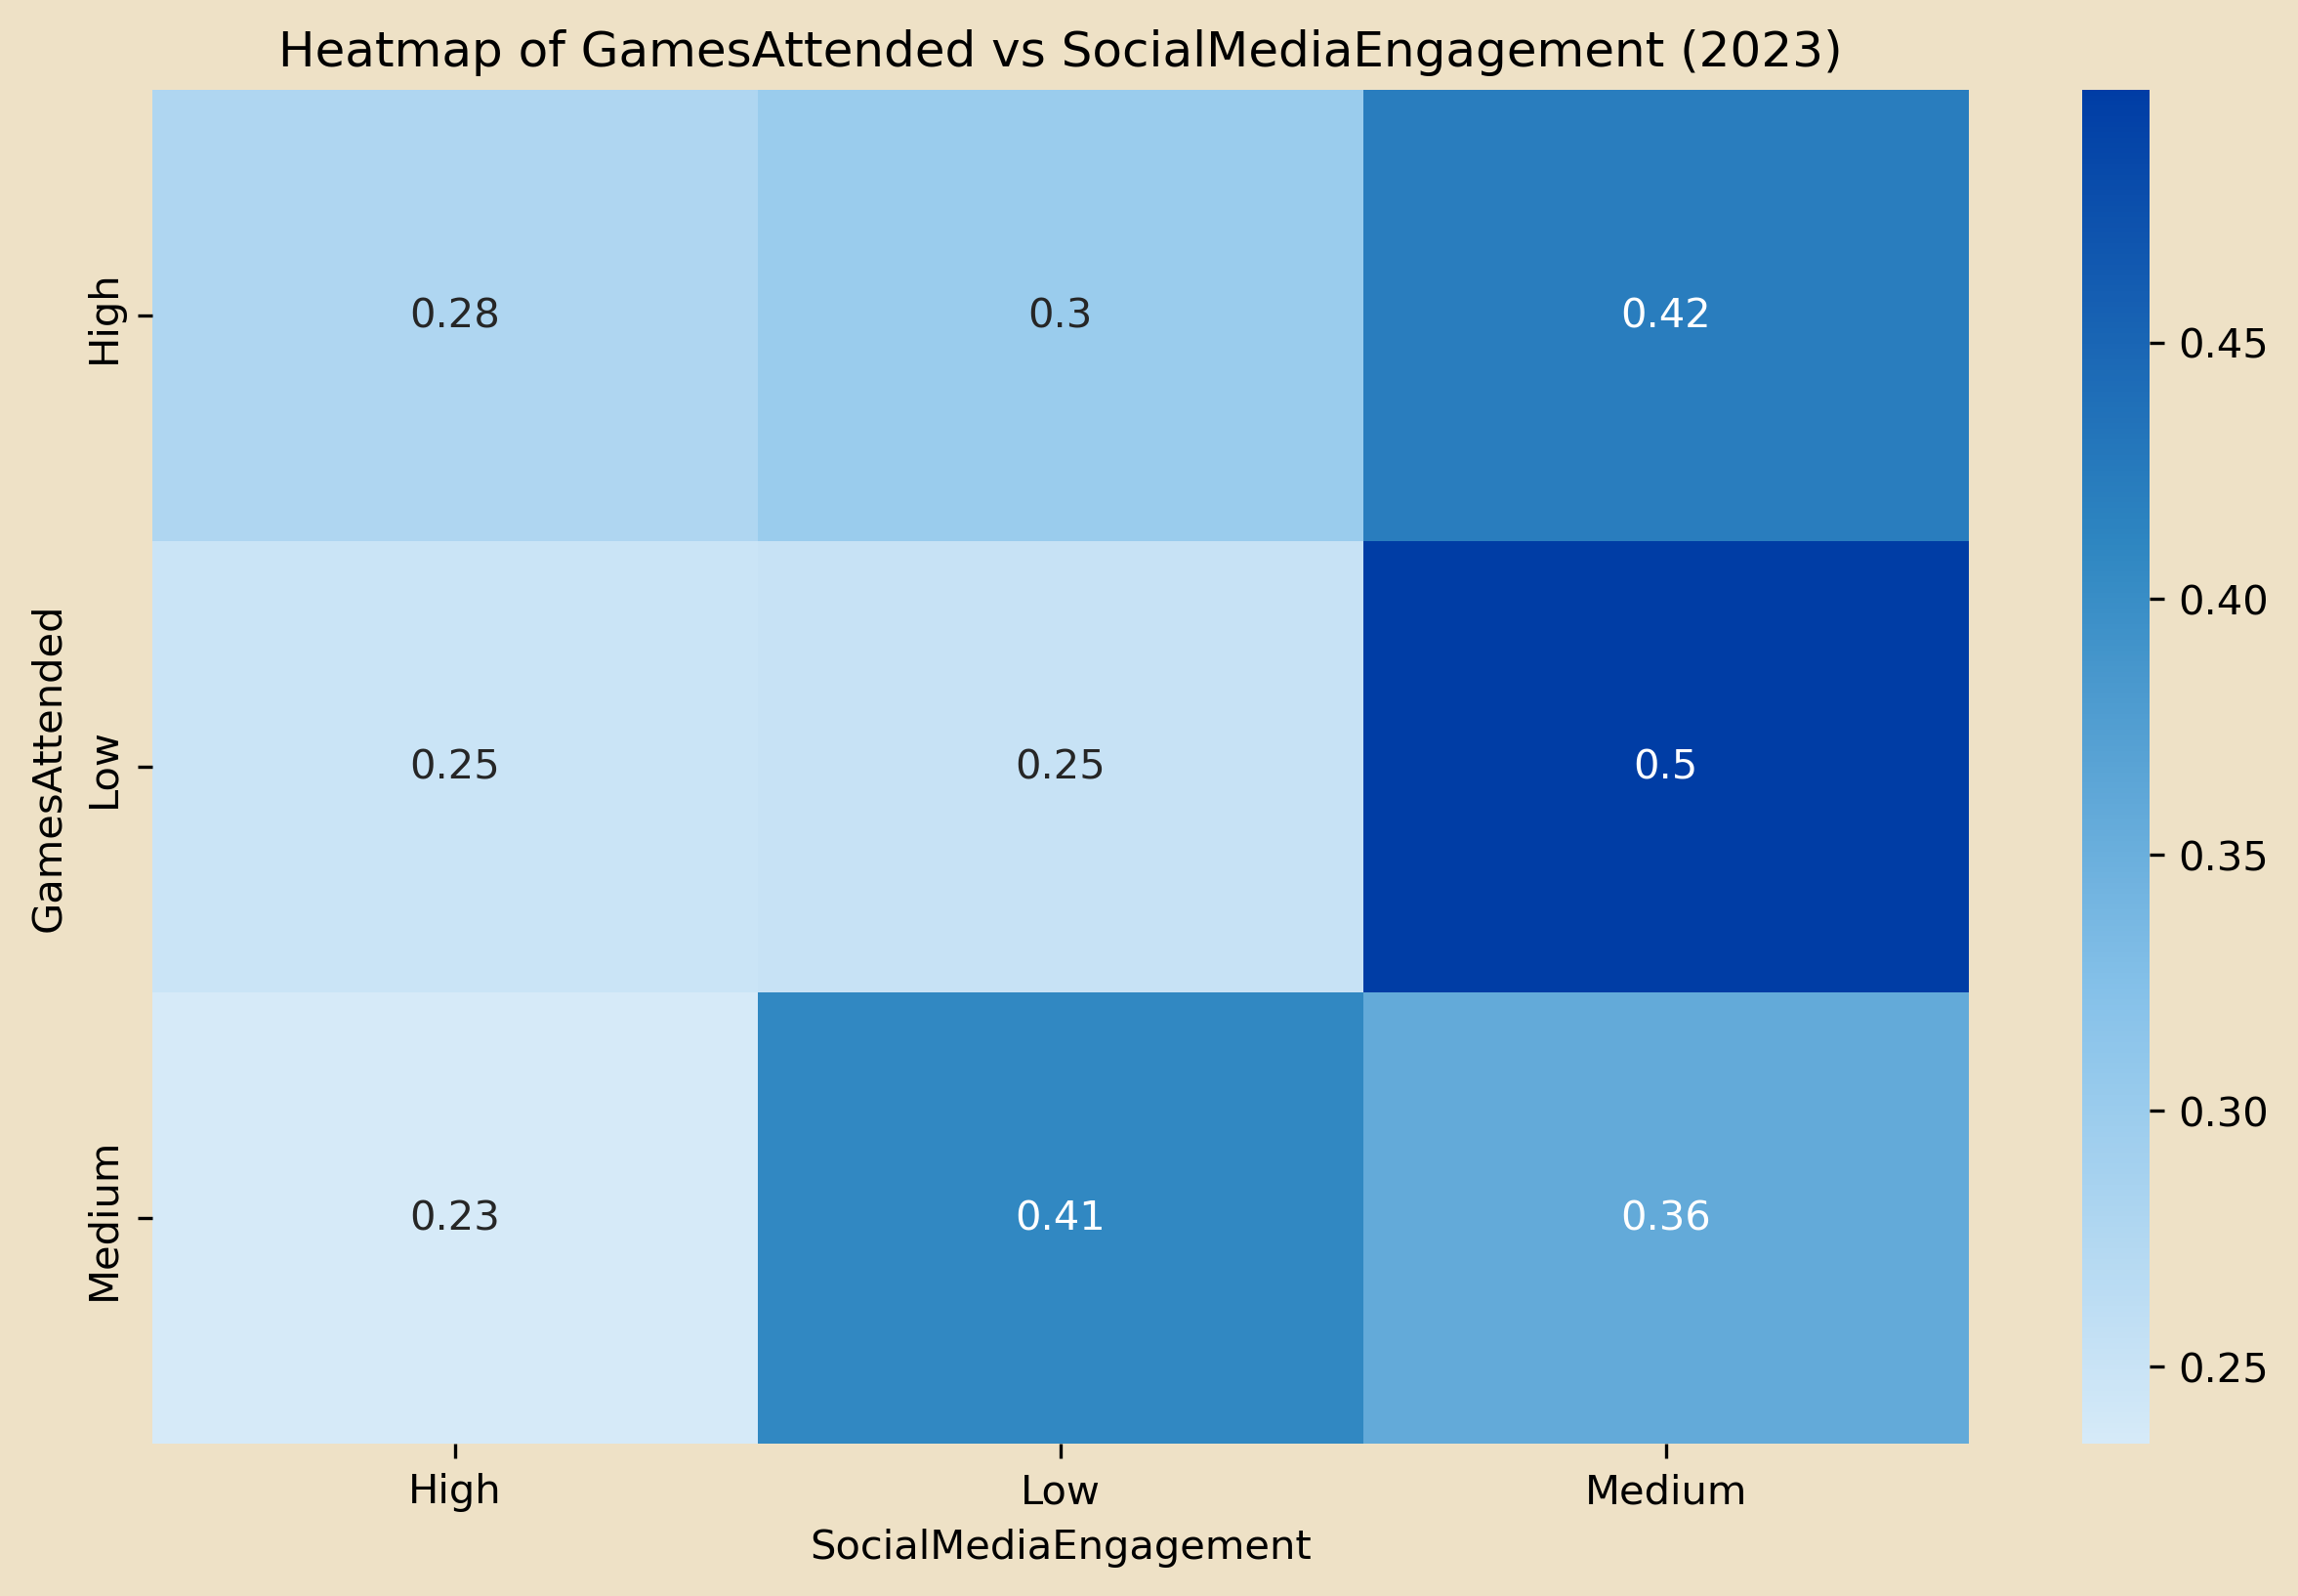 Heatmap of GamesAttended vs SocialMediaEngagement (2023)
GamesAttended
High
0.28
0.3
0.42
Low
0.25
0.25
0.5
Medium
0.23
0.41
0.36
High
Low
Medium
SocialMediaEngagement
0.45
0.40
0.35
0.30
0.25